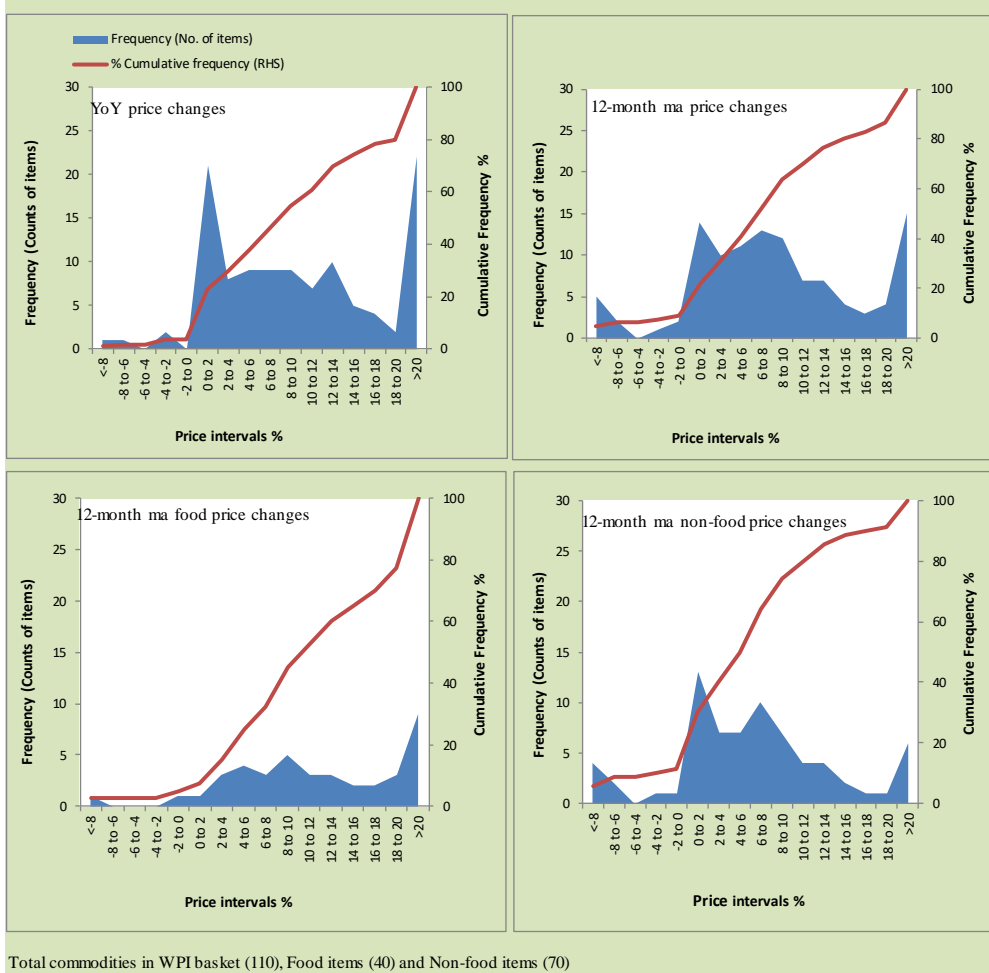 Frequency (No. of items)
% Cumulative frequency (RHS)
YoY price changes
Frequency (Counts of items)
30
25
20
15
10
5
0
100
80
60
40
20
0
Cumulative Frequency %
<-8
-8 to -6
-6 to -4
-4 to -2
-2 to 0
0 to 2
2 to 4
4 to 6
6 to 8
8 to 10
10 to 12
12 to 14
14 to 16
16 to 18
18 to 20
>20
Price intervals %
12-month ma price changes
Frequency (Counts of items)
30
25
20
15
10
5
0
100
80
60
40
20
0
Cumulative Frequency %
<-8
-8 to -6
-6 to -4
-4 to -2
-2 to 0
0 to 2
2 to 4
4 to 6
6 to 8
8 to 10
10 to 12
12 to 14
14 to 16
16 to 18
18 to 20
>20
Price intervals %
12-month ma food price changes
Frequency (Counts of items)
30
25
20
15
10
5
0
100
80
60
40
20
0
Cumulative Frequency %
<-8
-8 to -6
-6 to -4
-4 to -2
-2 to 0
0 to 2
2 to 4
4 to 6
6 to 8
8 to 10
10 to 12
12 to 14
14 to 16
16 to 18
18 to 20
>20
Price intervals %
12-month ma non-food price changes
Frequency (Counts of items)
30
25
20
15
10
5
0
100
80
60
40
20
0
Cumulative Frequency %
<-8
-8 to -6
-6 to -4
-4 to -2
-2 to 0
0 to 2
2 to 4
4 to 6
6 to 8
8 to 10
10 to 12
12 to 14
14 to 16
16 to 18
18 to 20
>20
Price intervals %
Total commodities in WPI basket (110), Food items (40) and Non-food items (70)